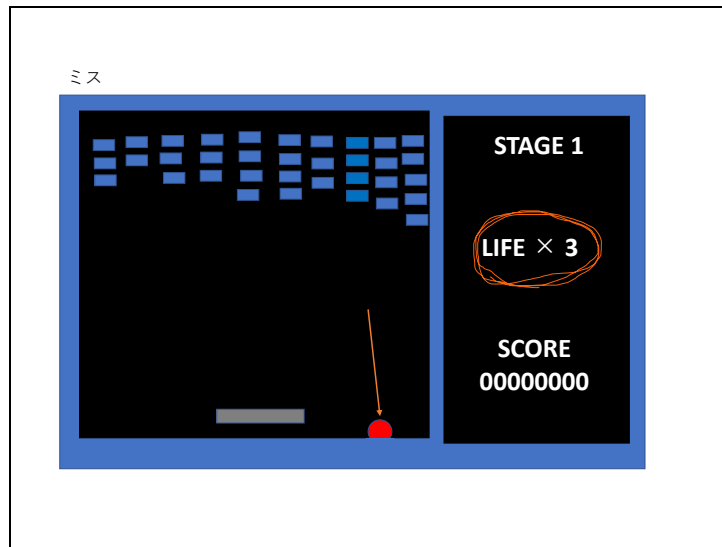 ミス
STAGE 1
LIFE × 3
SCORE
00000000